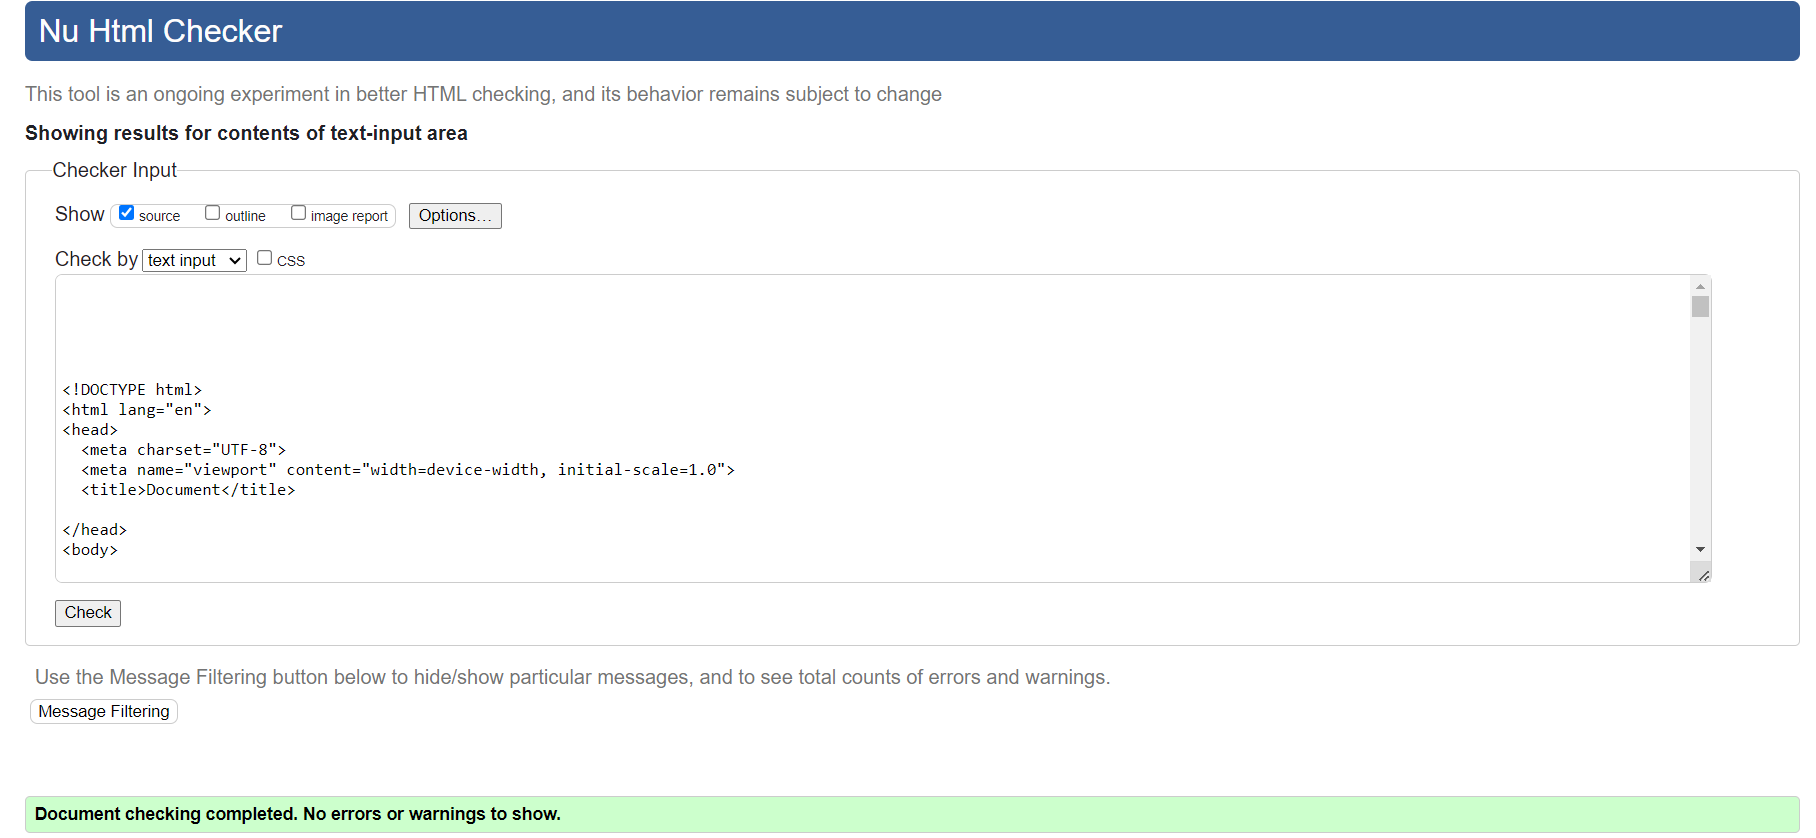 Nu Html Checker
This tool is an ongoing experiment in better HTML checking, and its behavior remains subject to change
Showing results for contents of text-input area
Checker Input
Show source outline image report Options...
Check by text input CSS
<!DOCTYPE html>
<html lang="en">
<head>
  <meta charset="UTF-8">
  <meta name="viewport" content="width=device-width, initial-scale=1.0">
  <title>Document</title>
</head>
<body>
Check
Use the Message Filtering button below to hide/show particular messages, and to see total counts of errors and warnings.
Message Filtering
Document checking completed. No errors or warnings to show.